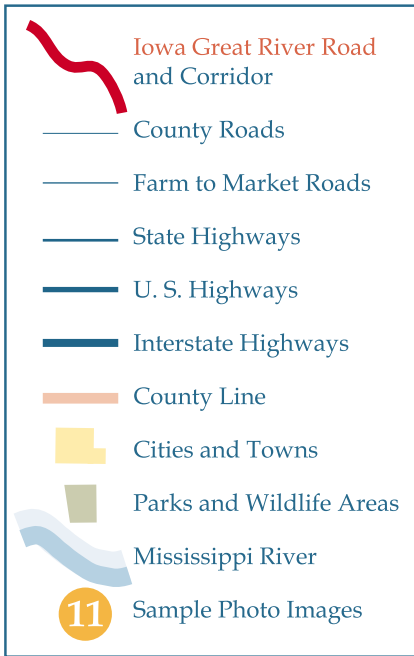 Iowa Great River Road
and Corridor
County Roads
Farm to Market Roads
State Highways
U. S. Highways
Interstate Highways
County Line
Cities and Towns
Parks and Wildlife Areas
Mississippi River
11 Sample Photo Images